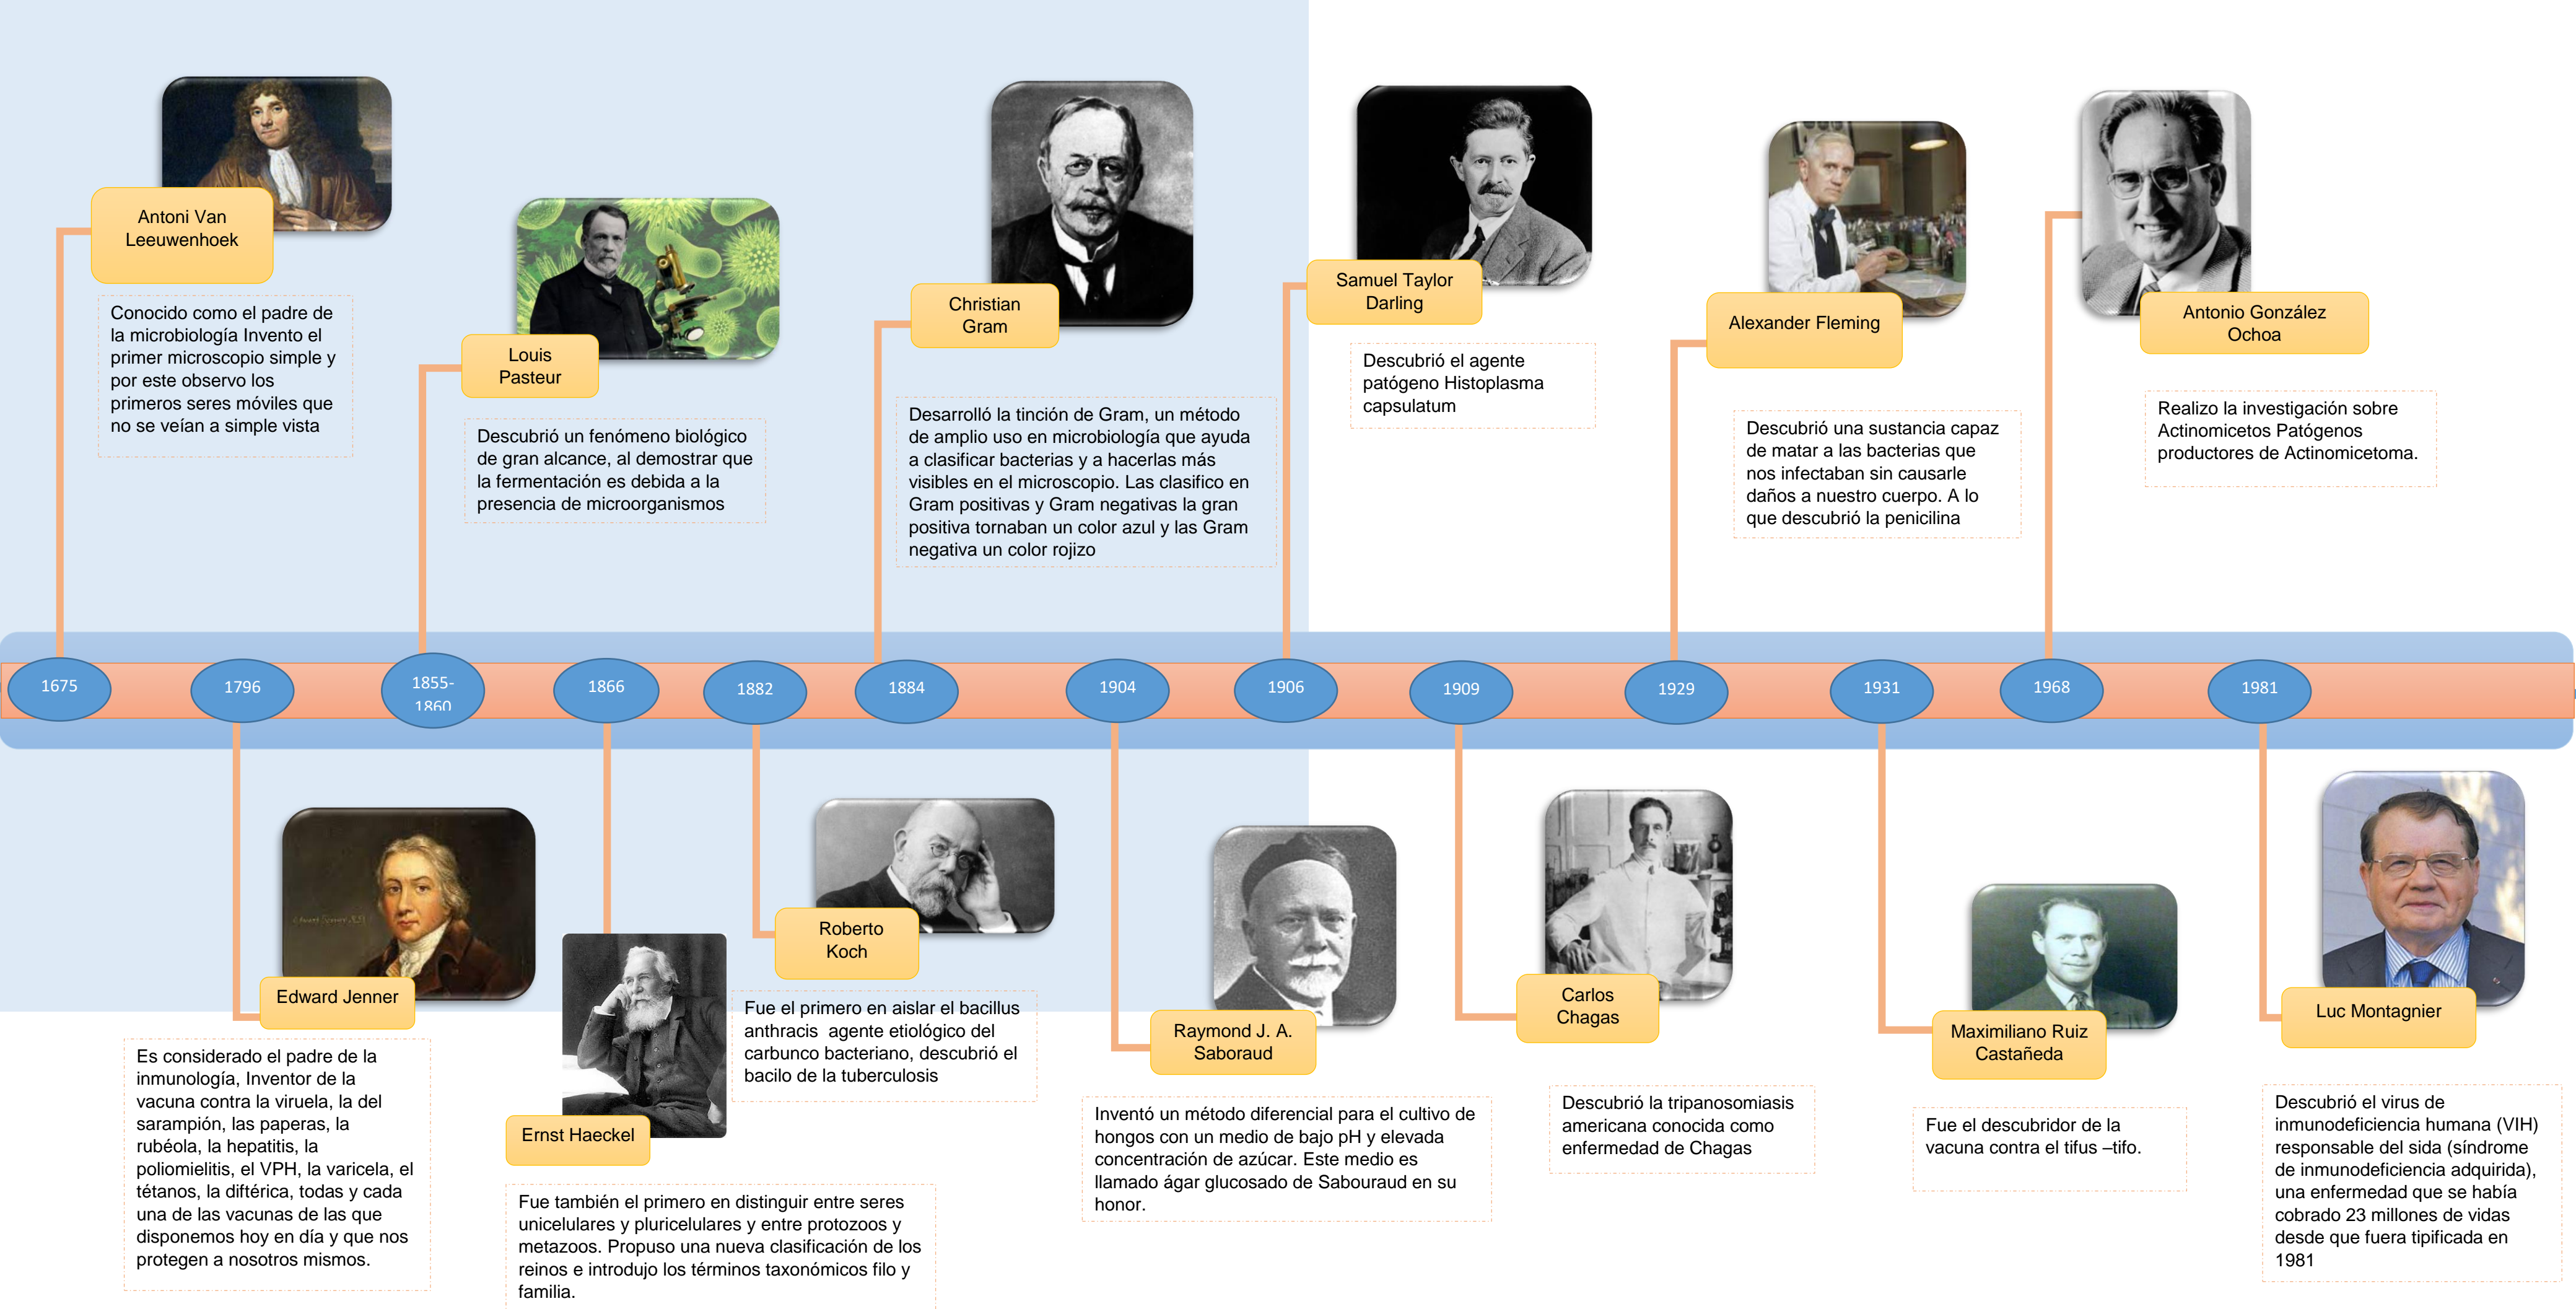 Antoni Van
Leeuwenhoek
Conocido como el padre de
la microbiología Invento el
primer microscopio simple y
por este observo los
primeros seres móviles que
no se veían a simple vista
Louis
Pasteur
Descubrió un fenómeno biológico
de gran alcance, al demostrar que
la fermentación es debida a la
presencia de microorganismos
Christian
Gram
Desarrolló la tinción de Gram, un método
de amplio uso en microbiología que ayuda
a clasificar bacterias y a hacerlas más
visibles en el microscopio. Las clasifico en
Gram positivas y Gram negativas la gran
positiva tornaban un color azul y las Gram
negativa un color rojizo
Samuel Taylor
Darling
Descubrió el agente
patógeno Histoplasma
capsulatum
Alexander Fleming
Descubrió una sustancia capaz
de matar a las bacterias que
nos infectaban sin causarle
daños a nuestro cuerpo. A lo
que descubrió la penicilina
Antonio González
Ochoa
Realizo la investigación sobre
Actinomicetos Patógenos
productores de Actinomicetoma.
1675
1796
1855-
1860
1866
1882
1884
1904
1906
1909
1929
1931
1968
1981
Edward Jenner
Es considerado el padre de la
inmunología, Inventor de la
vacuna contra la viruela, la del
sarampión, las paperas, la
rubéola, la hepatitis, la
poliomielitis, el VPH, la varicela, el
tétanos, la diftérica, todas y cada
una de las vacunas de las que
disponemos hoy en día y que nos
protegen a nosotros mismos.
Ernst Haeckel
Fue también el primero en distinguir entre seres
unicelulares y pluricelulares y entre protozoos y
metazoos. Propuso una nueva clasificación de los
reinos e introdujo los términos taxonómicos filo y
familia.
Roberto
Koch
Fue el primero en aislar el bacillus
anthracis  agente etiológico del
carbunco bacteriano, descubrió el
bacilo de la tuberculosis
Raymond J. A.
Saboraud
Inventó un método diferencial para el cultivo de
hongos con un medio de bajo pH y elevada
concentración de azúcar. Este medio es
llamado ágar glucosado de Sabouraud en su
honor.
Carlos
Chagas
Descubrió la tripanosomiasis
americana conocida como
enfermedad de Chagas
Maximiliano Ruiz
Castañeda
Fue el descubridor de la
vacuna contra el tifus –tifo.
Luc Montagnier
Descubrió el virus de
inmunodeficiencia humana (VIH)
responsable del sida (síndrome
de inmunodeficiencia adquirida),
una enfermedad que se había
cobrado 23 millones de vidas
desde que fuera tipificada en
1981